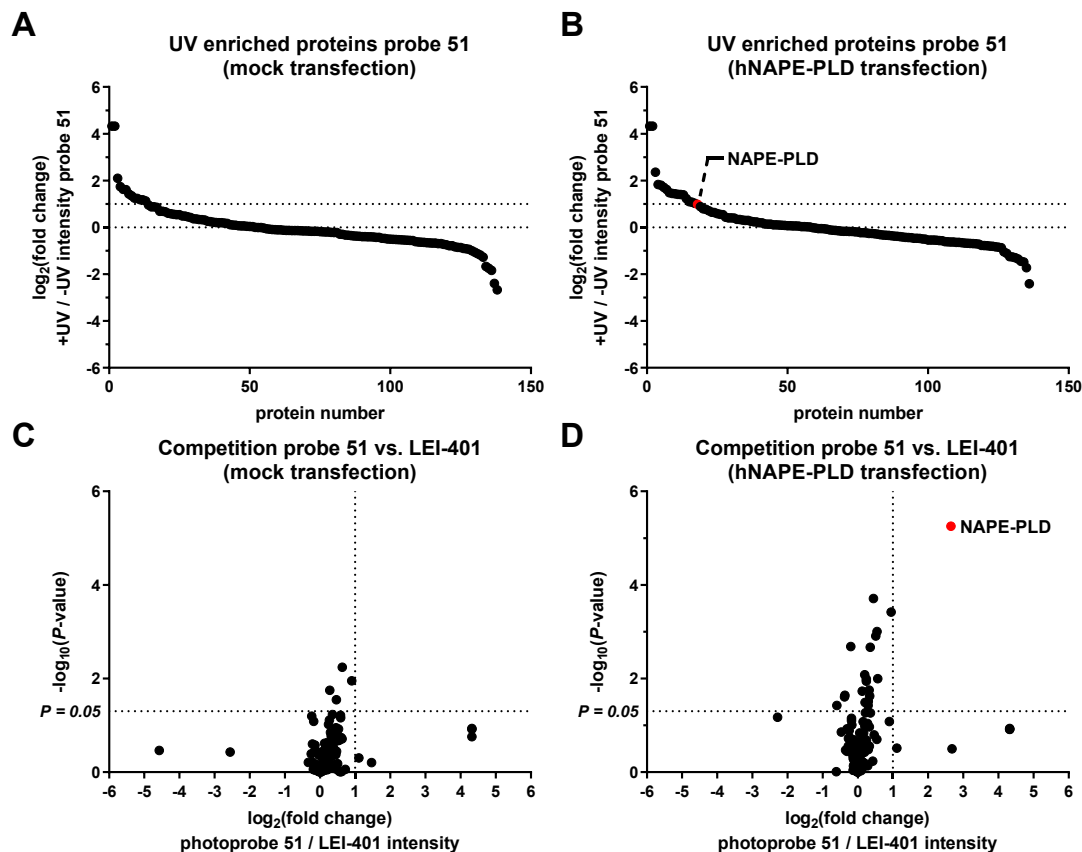 A
UV enriched proteins probe 51
(mock transfection)
log₂(fold change)
+UV / -UV intensity probe 51
6
4
2
0
-2
-4
-6
0 50 100 150
protein number
B
UV enriched proteins probe 51
(hNAPE-PLD transfection)
log₂(fold change)
+UV / -UV intensity probe 51
6
4
2
0
-2
-4
-6
NAPE-PLD
0 50 100 150
protein number
C
Competition probe 51 vs. LEI-401
(mock transfection)
-log₁₀(P-value)
6
4
2
P = 0.05
0
-6 -5 -4 -3 -2 -1 0 1 2 3 4 5 6
log₂(fold change)
photoprobe 51 / LEI-401 intensity
D
Competition probe 51 vs. LEI-401
(hNAPE-PLD transfection)
-log₁₀(P-value)
6
NAPE-PLD
4
2
P = 0.05
0
-6 -5 -4 -3 -2 -1 0 1 2 3 4 5 6
log₂(fold change)
photoprobe 51 / LEI-401 intensity